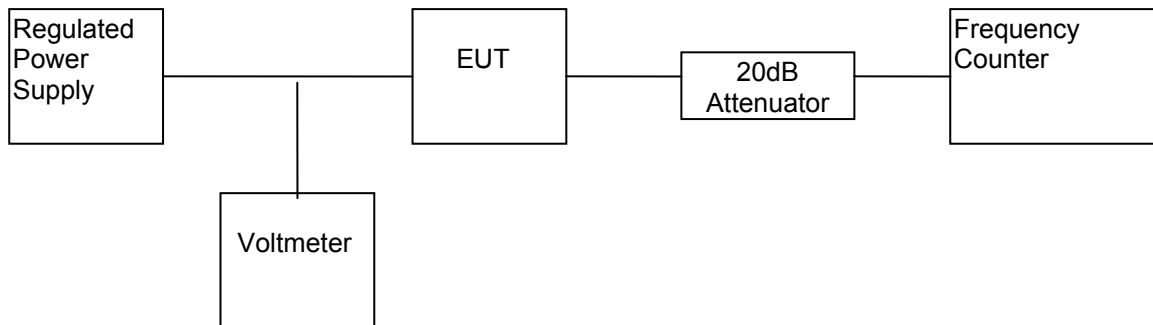 Regulated
Power
Supply
EUT
20dB
Attenuator
Frequency
Counter
Voltmeter